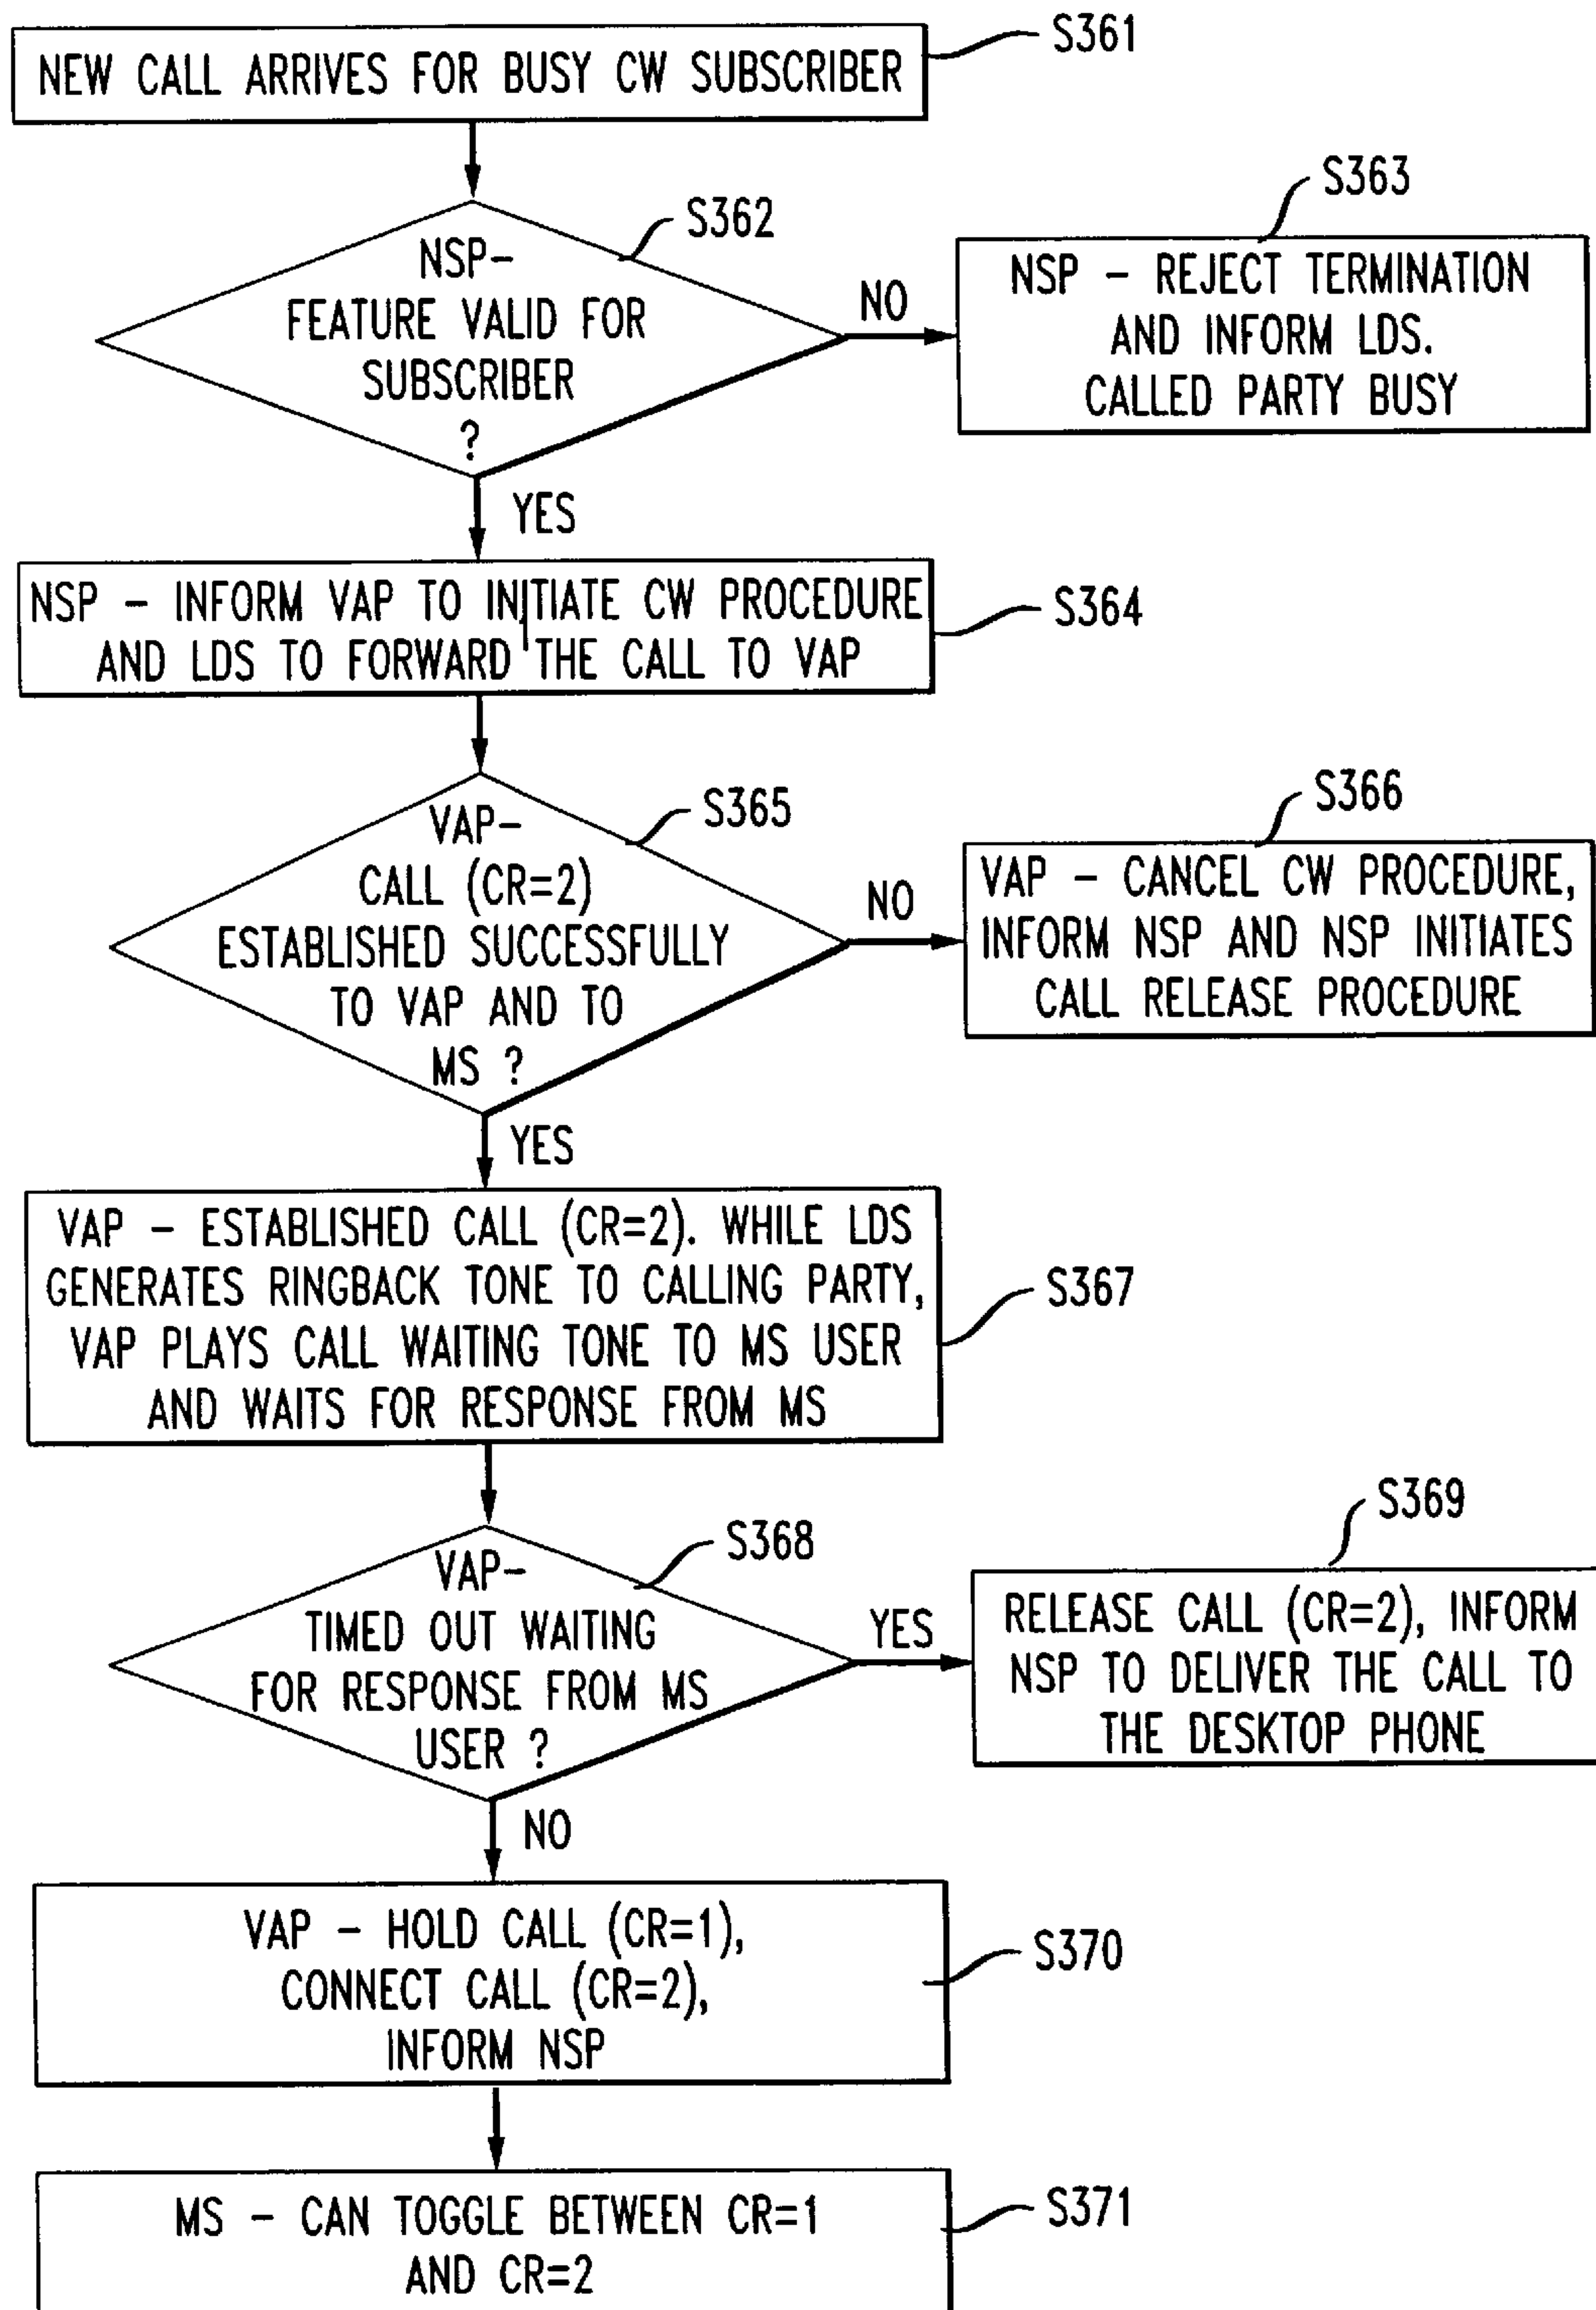 S361
NEW CALL ARRIVES FOR BUSY CW SUBSCRIBER
S362
NSP-
FEATURE VALID FOR
SUBSCRIBER
?
NO
S363
NSP - REJECT TERMINATION
AND INFORM LDS.
CALLED PARTY BUSY
YES
NSP - INFORM VAP TO INITIATE CW PROCEDURE
AND LDS TO FORWARD THE CALL TO VAP
S364
S365
VAP-
CALL (CR=2)
ESTABLISHED SUCCESSFULLY
TO VAP AND TO
MS ?
NO
S366
VAP - CANCEL CW PROCEDURE,
INFORM NSP AND NSP INITIATES
CALL RELEASE PROCEDURE
YES
VAP - ESTABLISHED CALL (CR=2). WHILE LDS
GENERATES RINGBACK TONE TO CALLING PARTY,
VAP PLAYS CALL WAITING TONE TO MS USER
AND WAITS FOR RESPONSE FROM MS
S367
S368
VAP-
TIMED OUT WAITING
FOR RESPONSE FROM MS
USER ?
YES
S369
RELEASE CALL (CR=2), INFORM
NSP TO DELIVER THE CALL TO
THE DESKTOP PHONE
NO
VAP - HOLD CALL (CR=1),
CONNECT CALL (CR=2),
INFORM NSP
S370
MS - CAN TOGGLE BETWEEN CR=1
AND CR=2
S371